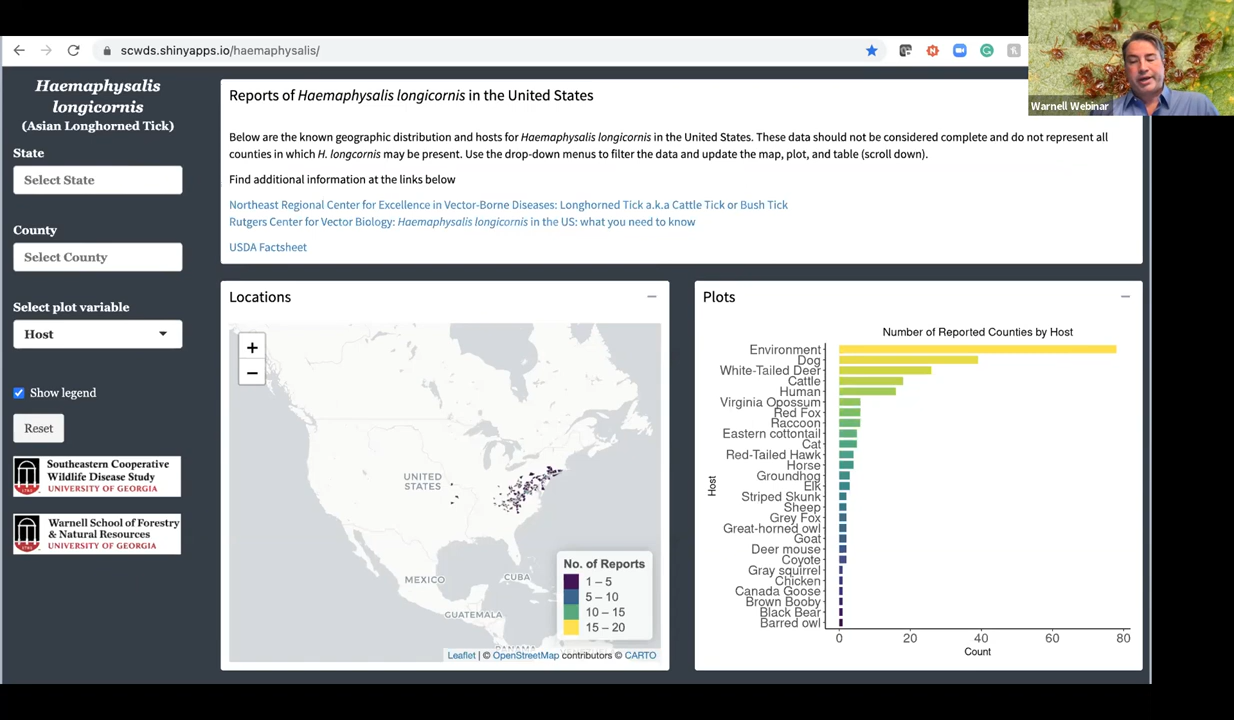 scwds.shinyapps.io/haemaphysalis/
Warnell Webinar
Haemaphysalis
longicornis
(Asian Longhorned Tick)
State
Select State
County
Select County
Select plot variable
Host
Show legend
Reset
Southeastern Cooperative
Wildlife Disease Study
UNIVERSITY OF GEORGIA
Warnell School of Forestry
& Natural Resources
UNIVERSITY OF GEORGIA
Reports of Haemaphysalis longicornis in the United States
Below are the known geographic distribution and hosts for Haemaphysalis longicornis in the United States. These data should not be considered complete and do not represent all
counties in which H. longcornis may be present. Use the drop-down menus to filter the data and update the map, plot, and table (scroll down).
Find additional information at the links below
Northeast Regional Center for Excellence in Vector-Borne Diseases: Longhorned Tick a.k.a Cattle Tick or Bush Tick
Rutgers Center for Vector Biology: Haemaphysalis longicornis in the US: what you need to know
USDA Factsheet
Locations
+
−
UNITED
STATES
MEXICO
CUBA
GUATEMALA
PANAMA
No. of Reports
1 – 5
5 – 10
10 – 15
15 – 20
Leaflet | © OpenStreetMap contributors © CARTO
Plots
Number of Reported Counties by Host
Environment
Dog
White-Tailed Deer
Cattle
Human
Virginia Opossum
Red Fox
Raccoon
Eastern cottontail
Cat
Red-Tailed Hawk
Horse
Groundhog
Elk
Striped Skunk
Sheep
Grey Fox
Great-horned owl
Goat
Deer mouse
Coyote
Gray squirrel
Chicken
Canada Goose
Brown Booby
Black Bear
Barred owl
Host
0 20 40 60 80
Count